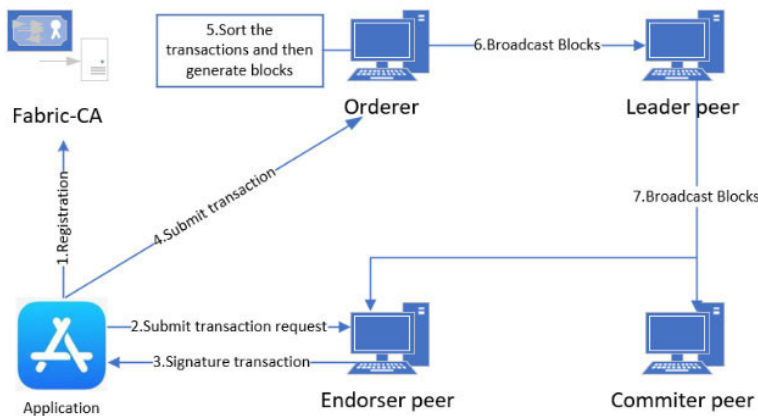 5.Sort the
transactions and then
generate blocks
6.Broadcast Blocks
Fabric-CA
Orderer
Leader peer
1.Registration
4.Submit transaction
7.Broadcast Blocks
2.Submit transaction request
3.Signature transaction
Application
Endorser peer
Commiter peer